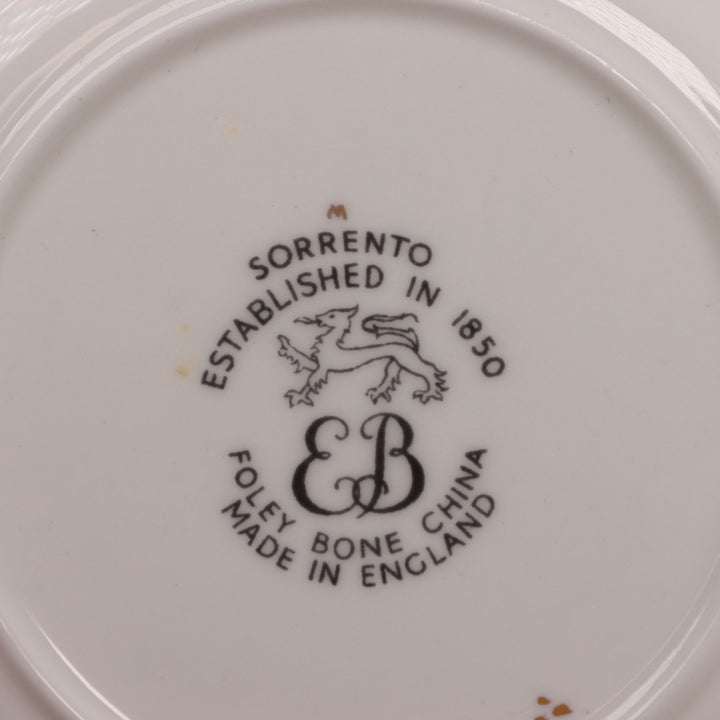 M
SORRENTO
ESTABLISHED IN 1850
EB
FOLEY BONE CHINA
MADE IN ENGLAND